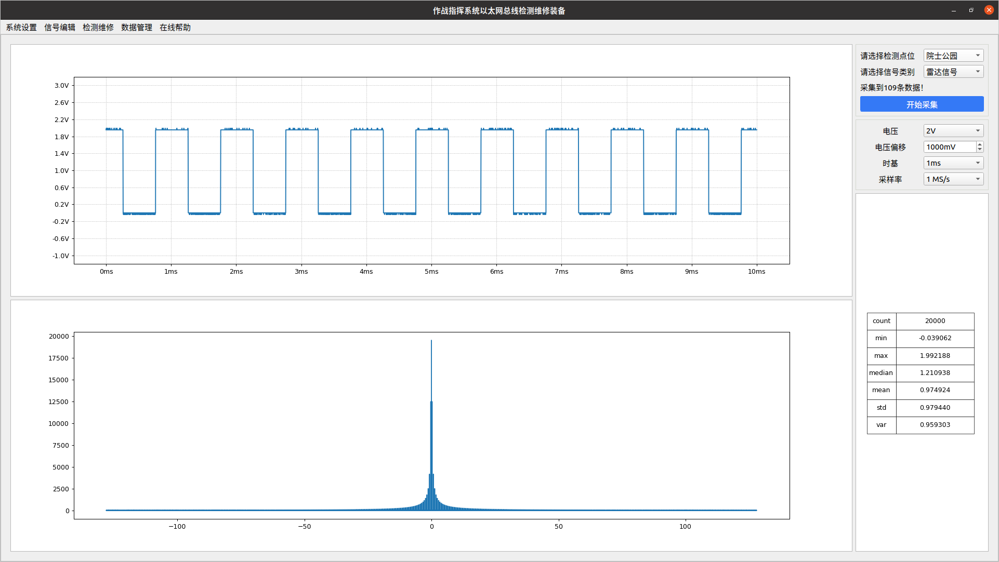 作战指挥系统以太网总线检测维修装备
系统设置 信号编辑 检测维修 数据管理 在线帮助
3.0V
2.6V
2.2V
1.8V
1.4V
1.0V
0.6V
0.2V
-0.2V
-0.6V
-1.0V
0ms 1ms 2ms 3ms 4ms 5ms 6ms 7ms 8ms 9ms 10ms
20000
17500
15000
12500
10000
7500
5000
2500
0
−100 −50 0 50 100
请选择检测点位 院士公园
请选择信号类别 雷达信号
采集到109条数据!
开始采集
电压 2V
电压偏移 1000mV
时基 1ms
采样率 1 MS/s
count 20000
min -0.039062
max 1.992188
median 1.210938
mean 0.974924
std 0.979440
var 0.959303